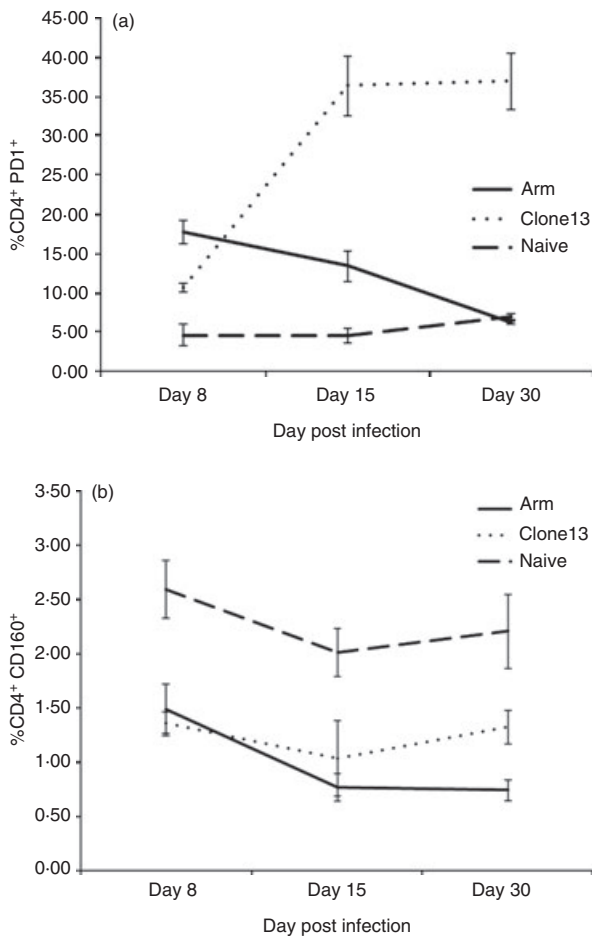 (a)
45·00
40·00
35·00
30·00
25·00
20·00
15·00
10·00
5·00
0·00
%CD4⁺ PD1⁺
Arm
Clone13
Naive
Day 8 Day 15 Day 30
Day post infection
(b)
3·50
3·00
2·50
2·00
1·50
1·00
0·50
0·00
%CD4⁺ CD160⁺
Arm
Clone13
Naive
Day 8 Day 15 Day 30
Day post infection